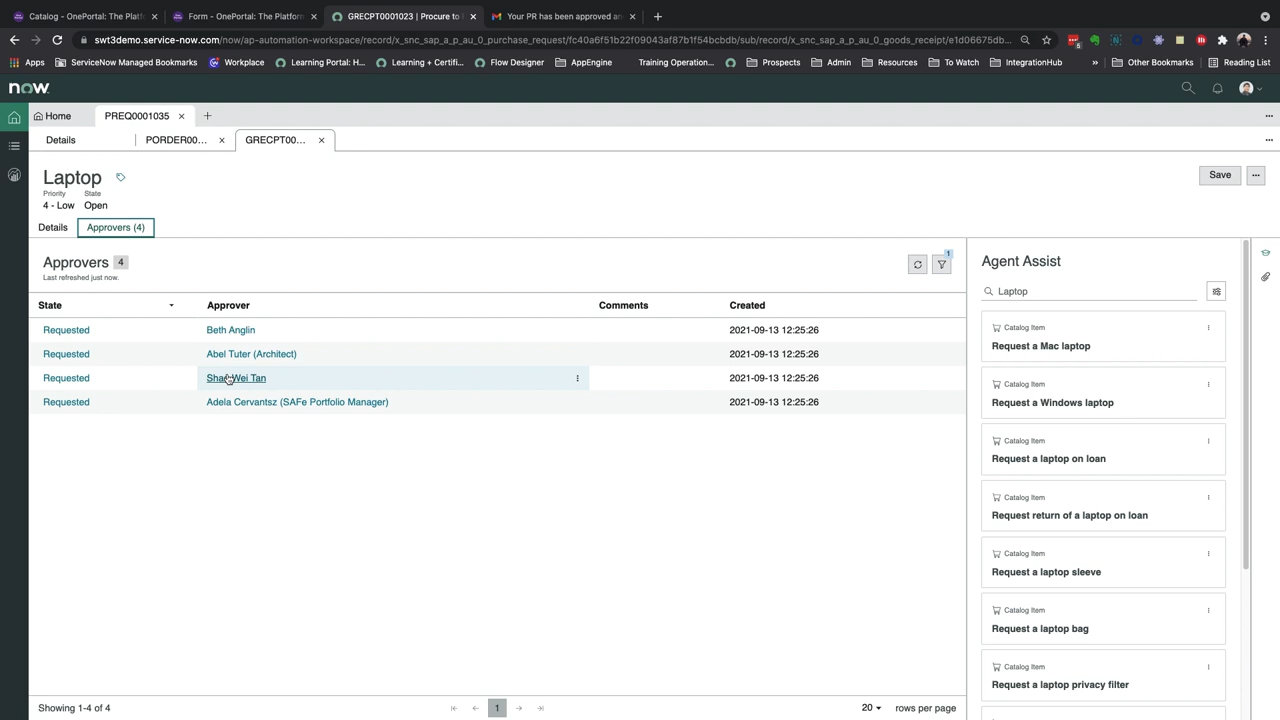 Catalog - OnePortal: The Platfo
Form - OnePortal: The Platform
GRECPT0001023 | Procure to
Your PR has been approved an
swt3demo.service-now.com/now/ap-automation-workspace/record/x_snc_sap_a_p_au_0_purchase_request/fc40a6f51b22f09043af87b1f54bcbdb/sub/record/x_snc_sap_a_p_au_0_goods_receipt/e1d06675db...
5
Apps
ServiceNow Managed Bookmarks
Workplace
Learning Portal: H...
Learning + Certifi...
Flow Designer
AppEngine
Training Operation...
Prospects
Admin
Resources
To Watch
IntegrationHub
»
Other Bookmarks
Reading List
now
Home
PREQ0001035
Details
PORDER00...
GRECPT00...
Laptop
Priority
State
4 - Low
Open
Save
Details
Approvers (4)
Approvers 4
Last refreshed just now.
1
State
Approver
Comments
Created
Requested
Beth Anglin
2021-09-13 12:25:26
Requested
Abel Tuter (Architect)
2021-09-13 12:25:26
Requested
Wei Tan
2021-09-13 12:25:26
Requested
Adela Cervantsz (SAFe Portfolio Manager)
2021-09-13 12:25:26
Showing 1-4 of 4
1
20
rows per page
Agent Assist
Laptop
Catalog Item
Request a Mac laptop
Catalog Item
Request a Windows laptop
Catalog Item
Request a laptop on loan
Catalog Item
Request return of a laptop on loan
Catalog Item
Request a laptop sleeve
Catalog Item
Request a laptop bag
Catalog Item
Request a laptop privacy filter